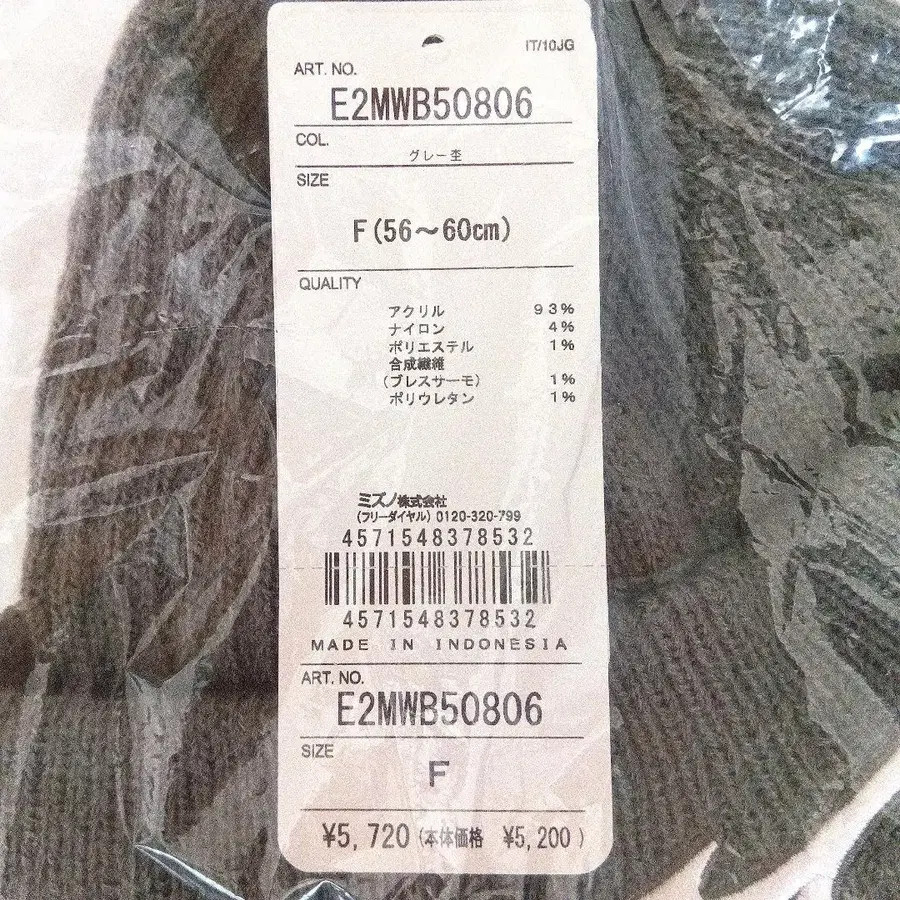 IT/10JG
ART. NO.
E2MWB50806
COL.
グレー杢
SIZE
F(56～60cm)
QUALITY
アクリル 93%
ナイロン 4%
ポリエステル 1%
合成繊維
(ブレスサーモ) 1%
ポリウレタン 1%
ミズノ株式会社
(フリーダイヤル) 0120-320-799
4571548378532
4571548378532
MADE IN INDONESIA
ART. NO.
E2MWB50806
SIZE
F
¥5,720 (本体価格 ¥5,200 )